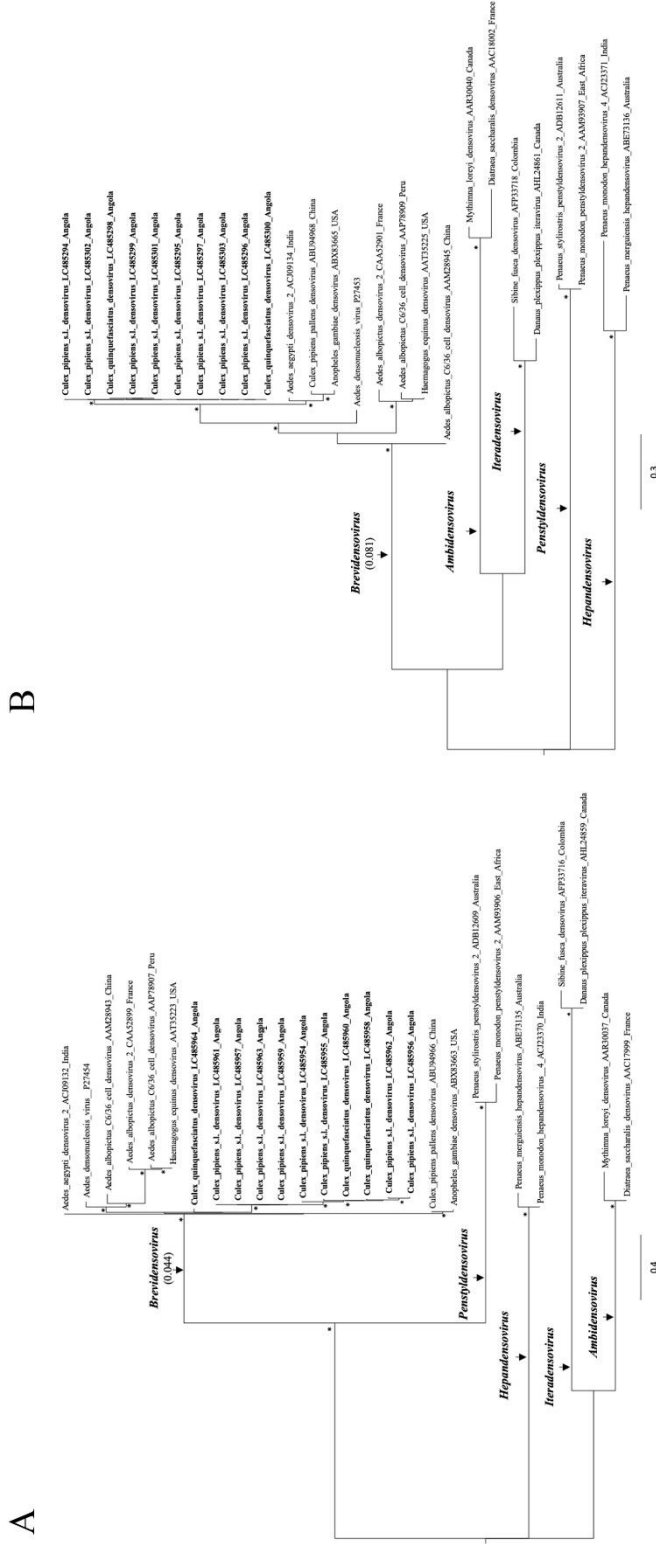 A
Aedes_aegypti_densovirus_2_ACJ09132_India
Aedes_densonucleosis_virus__P27454
Aedes_albopictus_C6/36_cell_densovirus_AAM28943_China
Aedes_albopictus_densovirus_2_CAA52899_France
Aedes_albopictus_C6/36_cell_densovirus_AAP78907_Peru
Haemagogus_equinus_densovirus_AAT35223_USA
Culex_quinquefasciatus_densovirus_LC485964_Angola
Culex_pipiens_s.l._densovirus_LC485961_Angola
Culex_pipiens_s.l._densovirus_LC485957_Angola
Culex_pipiens_s.l._densovirus_LC485963_Angola
Culex_pipiens_s.l._densovirus_LC485959_Angola
Culex_pipiens_s.l._densovirus_LC485954_Angola
Culex_pipiens_s.l._densovirus_LC485955_Angola
Culex_quinquefasciatus_densovirus_LC485960_Angola
Culex_quinquefasciatus_densovirus_LC485958_Angola
Culex_pipiens_s.l._densovirus_LC485962_Angola
Culex_pipiens_s.l._densovirus_LC485956_Angola
Culex_pipiens_pallens_densovirus_ABU94966_China
Anopheles_gambiae_densovirus_ABX83663_USA
Penaeus_stylirostris_penstyldensovirus_2_ADB12609_Australia
Penaeus_monodon_penstyldensovirus_2_AAM93906_East_Africa
Penaeus_merguiensis_hepandensovirus_ABE73135_Australia
Penaeus_monodon_hepandensovirus__4_ACJ23370_India
Sibine_fusca_densovirus_AFP33716_Colombia
Danaus_plexippus_plexippus_iteravirus_AHL24859_Canada
Mythimna_loreyi_densovirus_AAR30037_Canada
Diatraea_saccharalis_densovirus_AAC17999_France
Brevidensovirus
(0.044)
Penstyldensovirus
Hepandensovirus
Iteradensovirus
Ambidensovirus
0.4
B
Culex_pipiens_s.l._densovirus_LC485294_Angola
Culex_pipiens_s.l._densovirus_LC485302_Angola
Culex_quinquefasciatus_densovirus_LC485298_Angola
Culex_pipiens_s.l._densovirus_LC485299_Angola
Culex_pipiens_s.l._densovirus_LC485301_Angola
Culex_pipiens_s.l._densovirus_LC485295_Angola
Culex_pipiens_s.l._densovirus_LC485297_Angola
Culex_pipiens_s.l._densovirus_LC485303_Angola
Culex_pipiens_s.l._densovirus_LC485296_Angola
Culex_quinquefasciatus_densovirus_LC485300_Angola
Aedes_aegypti_densovirus_2_ACJ09134_India
Culex_pipiens_pallens_densovirus_ABU94968_China
Anopheles_gambiae_densovirus_ABX83665_USA
Aedes_densonucleosis_virus_P27453
Aedes_albopictus_densovirus_2_CAA52901_France
Aedes_albopictus_C6/36_cell_densovirus_AAP78909_Peru
Haemagogus_equinus_densovirus_AAT35225_USA
Aedes_albopictus_C6/36_cell_densovirus_AAM28945_China
Mythimna_loreyi_densovirus_AAR30040_Canada
Diatraea_saccharalis_densovirus_AAC18002_France
Sibine_fusca_densovirus_AFP33718_Colombia
Danaus_plexippus_plexippus_iteravirus_AHL24861_Canada
Penaeus_stylirostris_penstyldensovirus_2_ADB12611_Australia
Penaeus_monodon_penstyldensovirus_2_AAM93907_East_Africa
Penaeus_monodon_hepandensovirus_4_ACJ23371_India
Penaeus_merguiensis_hepandensovirus_ABE73136_Australia
Brevidensovirus
(0.081)
Ambidensovirus
Iteradensovirus
Penstyldensovirus
Hepandensovirus
0.3